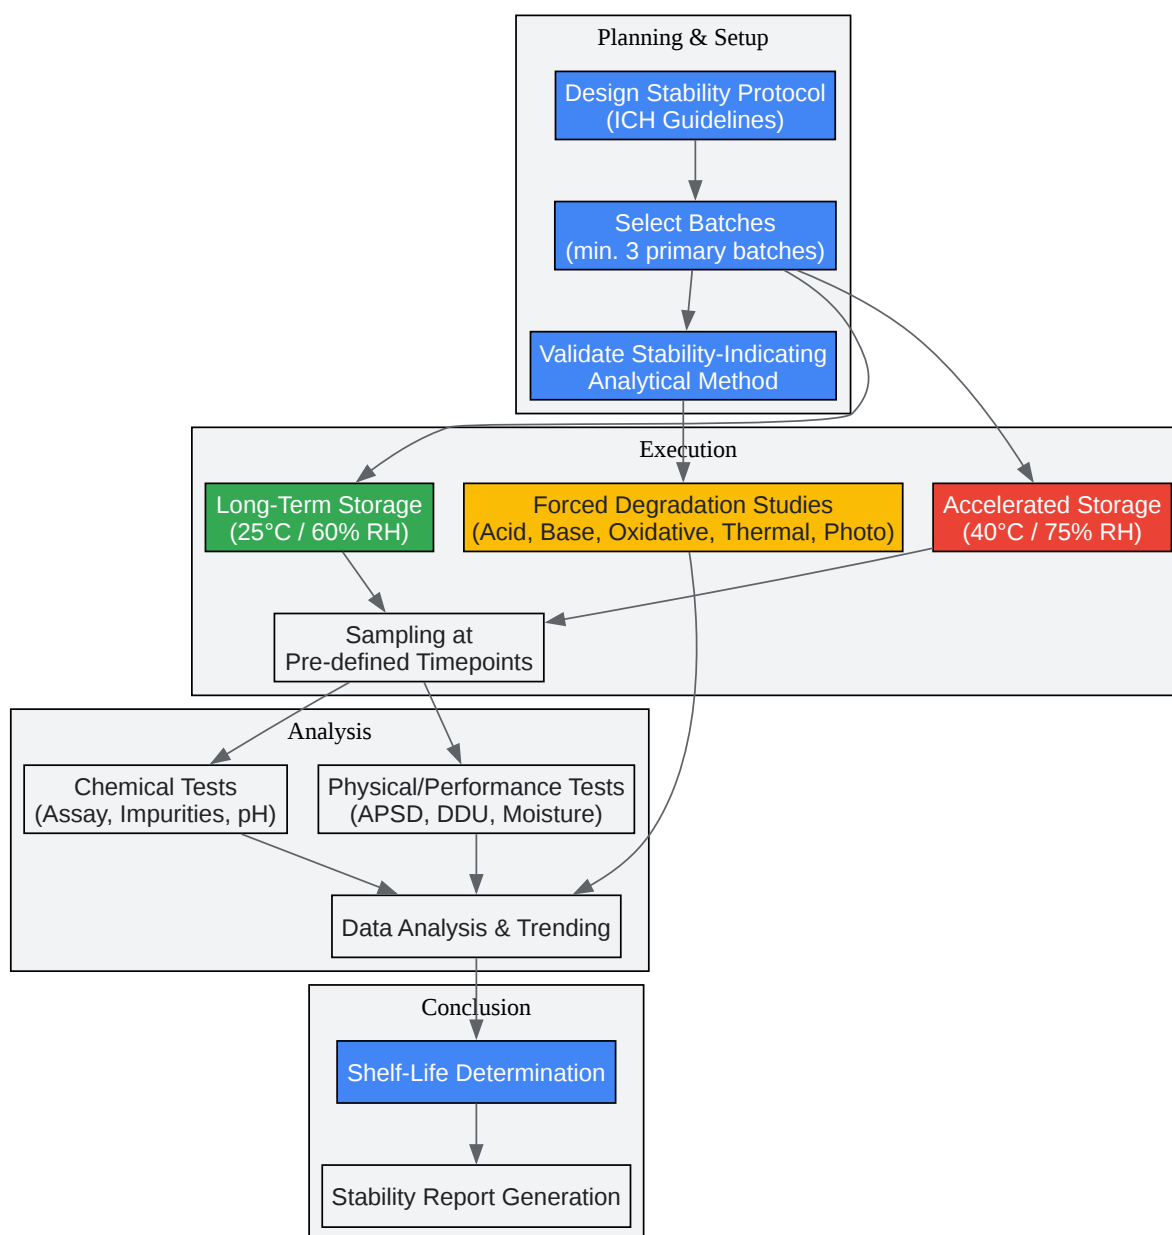 Planning & Setup
Design Stability Protocol
(ICH Guidelines)
Select Batches
(min. 3 primary batches)
Validate Stability-Indicating
Analytical Method
Execution
Long-Term Storage
(25°C / 60% RH)
Forced Degradation Studies
(Acid, Base, Oxidative, Thermal, Photo)
Accelerated Storage
(40°C / 75% RH)
Sampling at
Pre-defined Timepoints
Analysis
Chemical Tests
(Assay, Impurities, pH)
Physical/Performance Tests
(APSD, DDU, Moisture)
Data Analysis & Trending
Conclusion
Shelf-Life Determination
Stability Report Generation